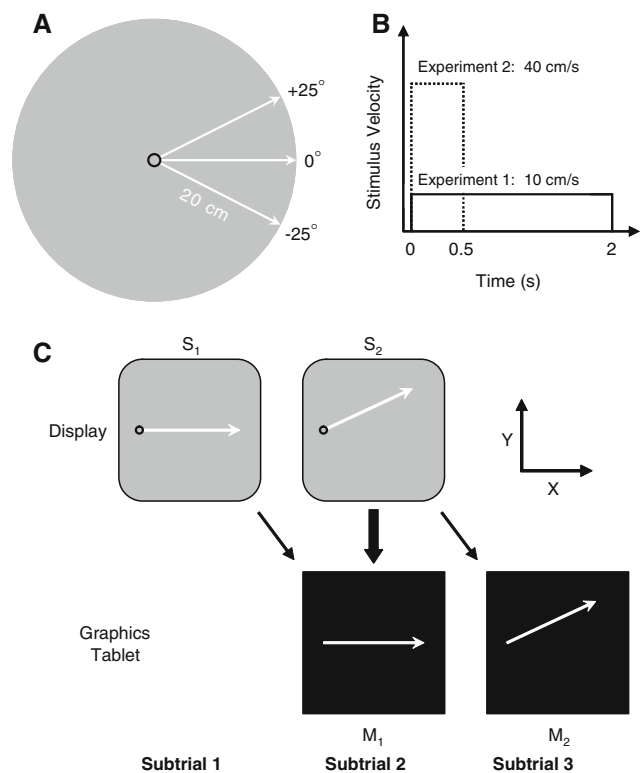 A
+25°
0°
-25°
20 cm
B
Stimulus Velocity
Experiment 2: 40 cm/s
Experiment 1: 10 cm/s
0
0.5
2
Time (s)
C
S1
S2
Display
Y
X
Graphics
Tablet
M1
M2
Subtrial 1
Subtrial 2
Subtrial 3